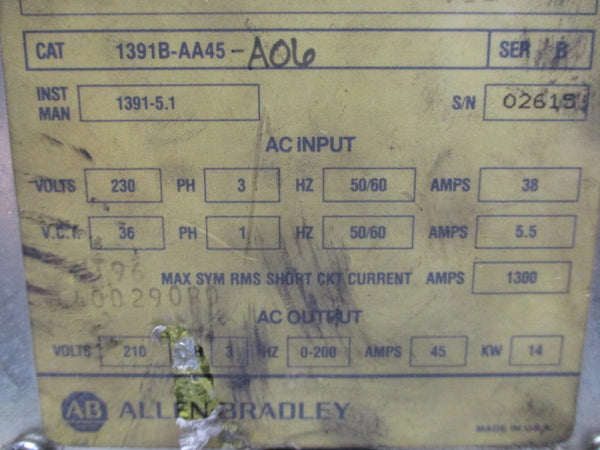 CAT 1391B-AA45-A06 SER B
INST MAN 1391-5.1 S/N 02615
AC INPUT
VOLTS 230 PH 3 HZ 50/60 AMPS 38
V.C.T. 36 PH 1 HZ 50/60 AMPS 5.5
96
MAX SYM RMS SHORT CKT CURRENT AMPS 1300
AC OUTPUT
VOLTS 210 3 HZ 0-200 AMPS 45 KW 14
AB ALLEN-BRADLEY
MADE IN U.S.A.